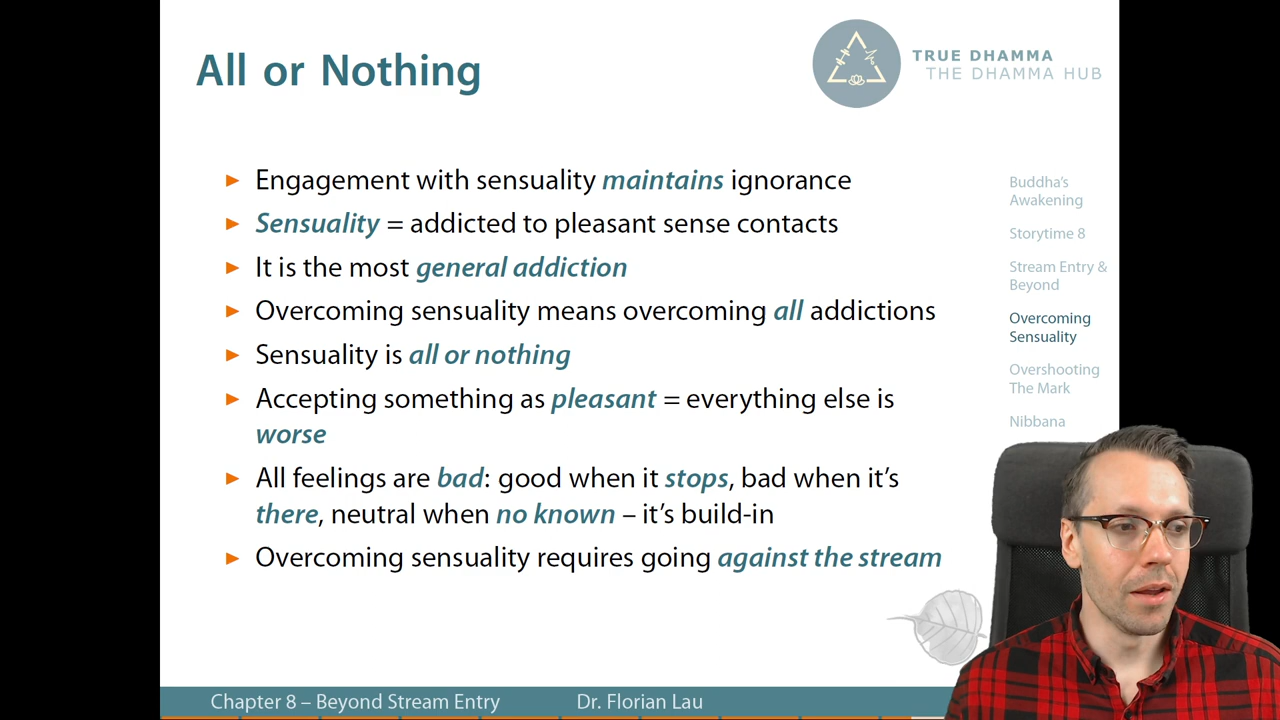 All or Nothing
TRUE DHAMMA
THE DHAMMA HUB
Engagement with sensuality maintains ignorance
Sensuality = addicted to pleasant sense contacts
It is the most general addiction
Overcoming sensuality means overcoming all addictions
Sensuality is all or nothing
Accepting something as pleasant = everything else is
worse
All feelings are bad: good when it stops, bad when it's
there, neutral when no known – it's build-in
Overcoming sensuality requires going against the stream
Buddha's
Awakening
Storytime 8
Stream Entry &
Beyond
Overcoming
Sensuality
Overshooting
The Mark
Nibbana
Chapter 8 – Beyond Stream Entry
Dr. Florian Lau